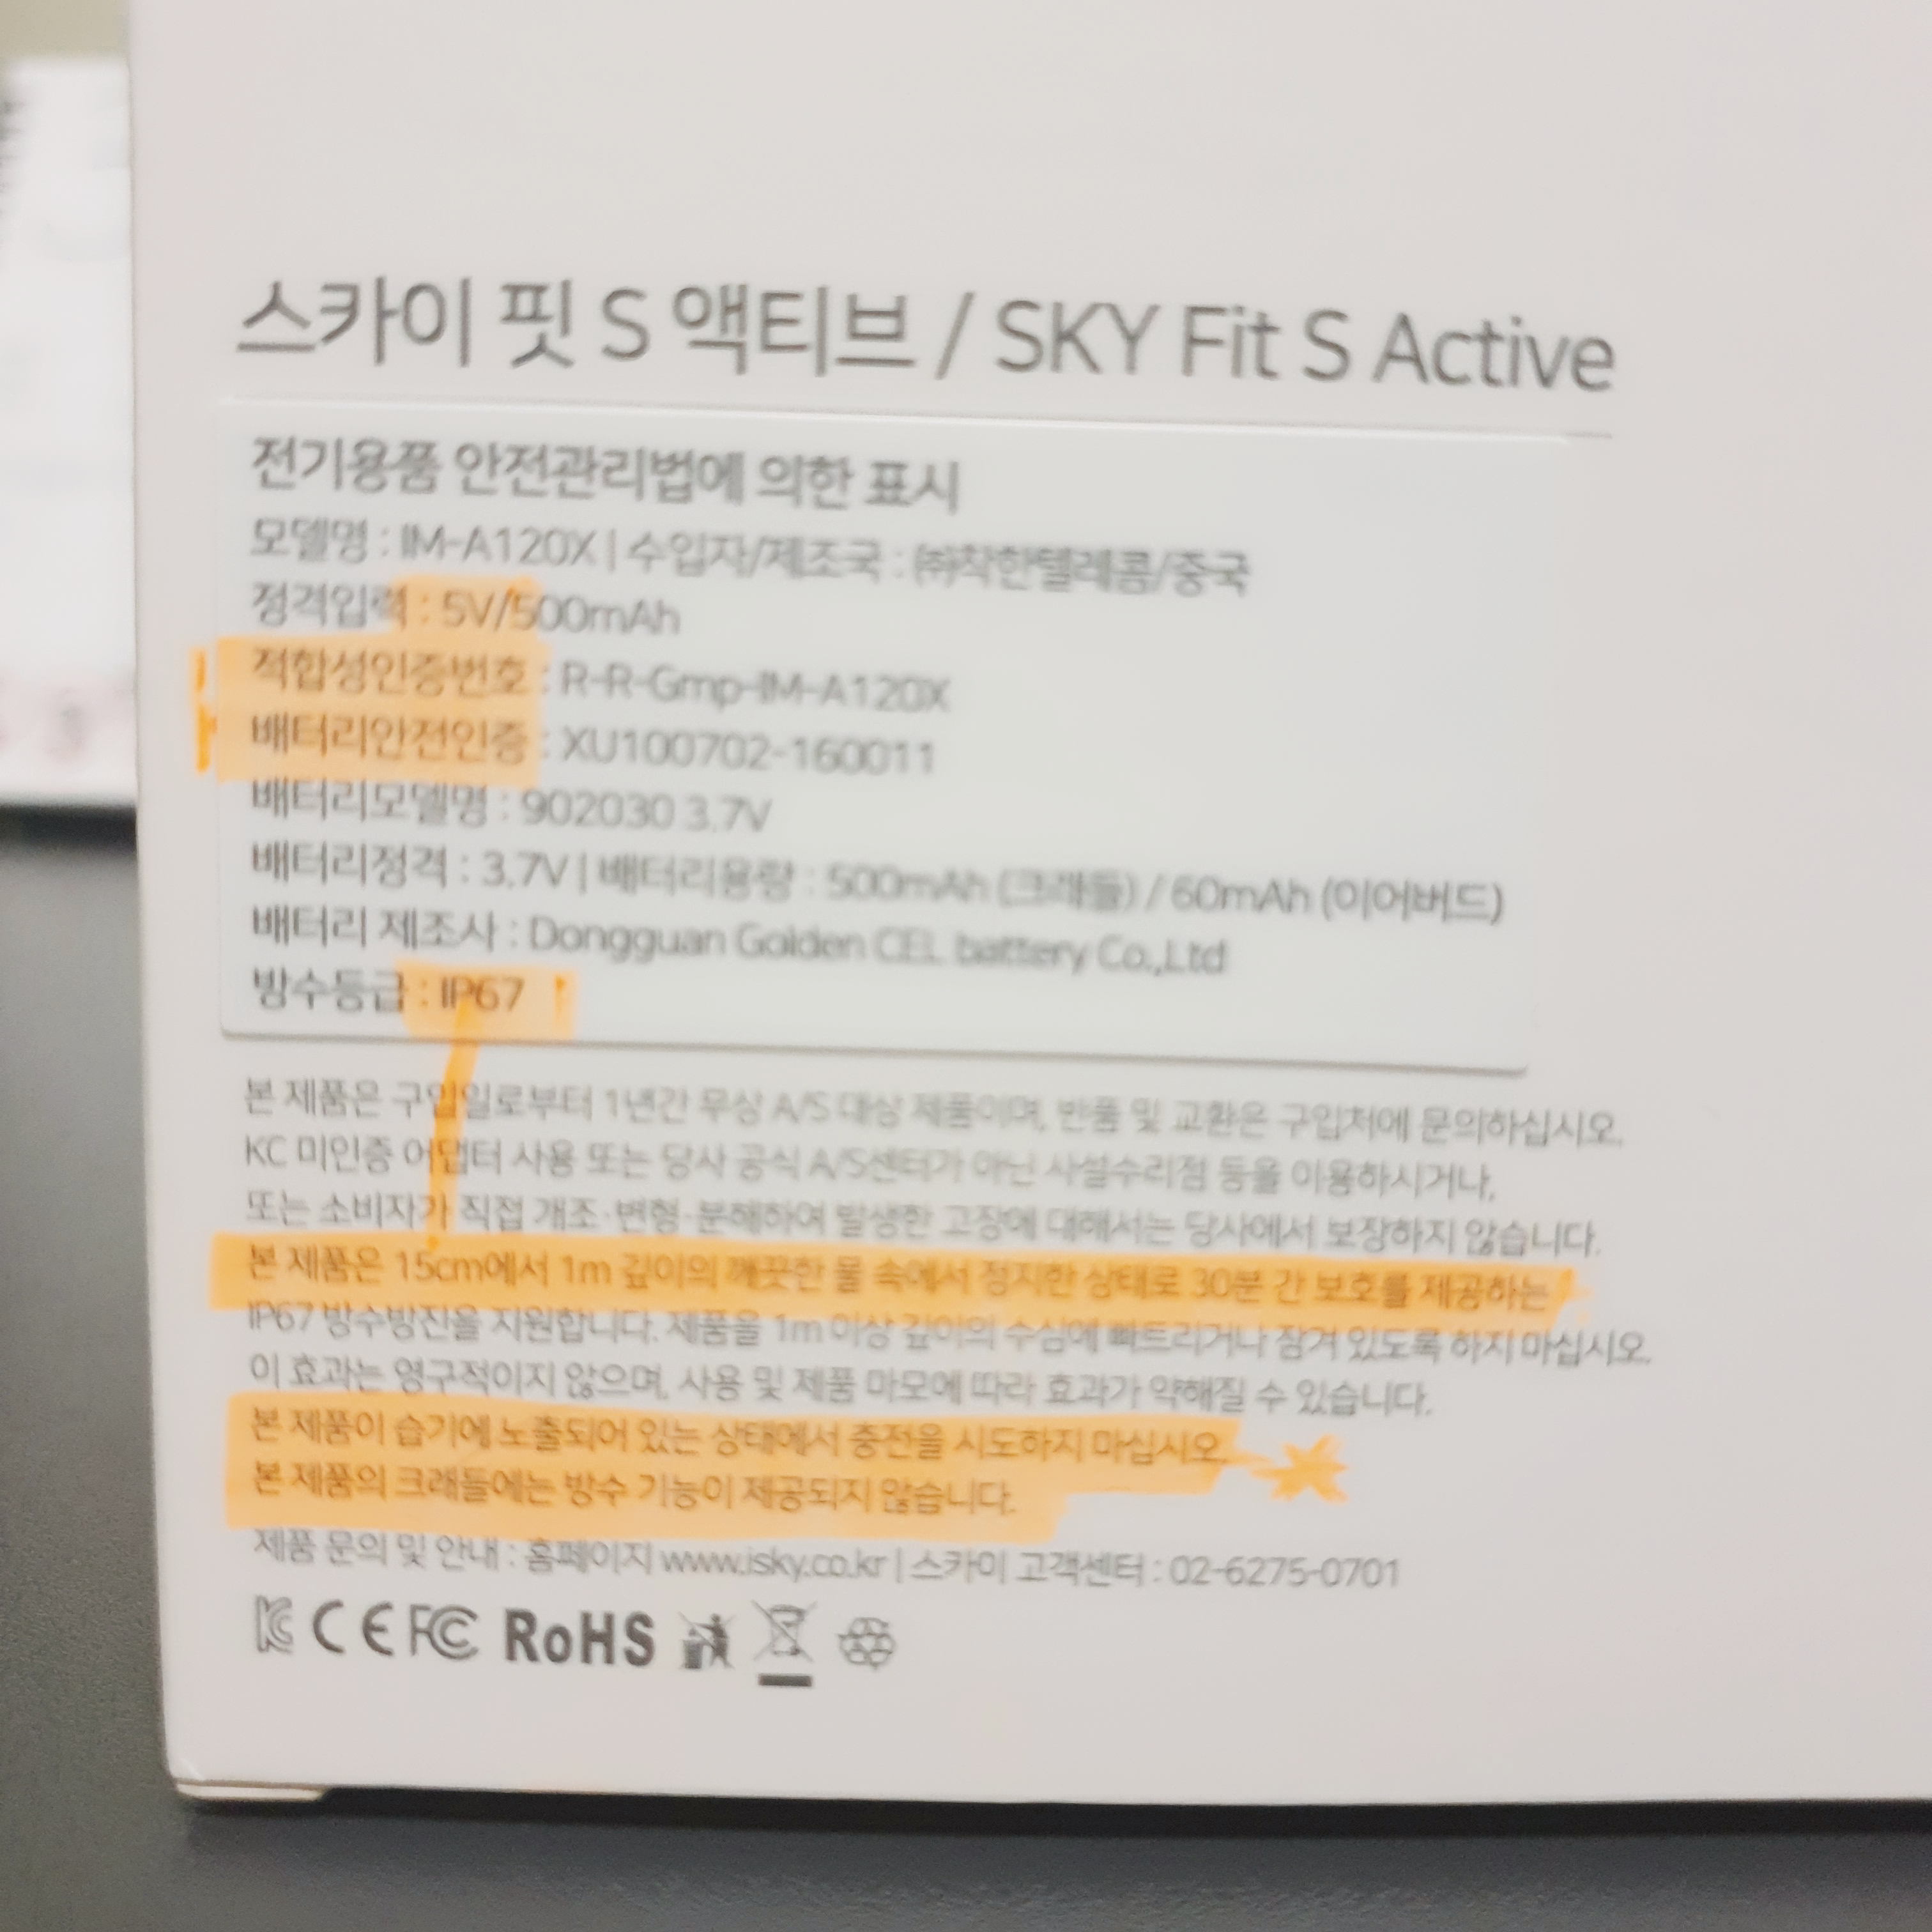 스카이 핏 S 액티브 / SKY Fit S Active
전기용품 안전관리법에 의한 표시
모델명 : IM-A120X | 수입자/제조국 : ㈜착한텔레콤/중국
정격입력 : 5V/500mAh
적합성인증번호 : R-R-Gmp-IM-A120X
배터리안전인증 : XU100702-160011
배터리모델명 : 902030 3.7V
배터리정격 : 3.7V | 배터리용량 : 500mAh (크래들) / 60mAh (이어버드)
배터리 제조사 : Dongguan Golden CEL battery Co.,Ltd
방수등급 : IP67
본 제품은 구입일로부터 1년간 무상 A/S 대상 제품이며, 반품 및 교환은 구입처에 문의하십시오.
KC 미인증 어댑터 사용 또는 당사 공식 A/S센터가 아닌 사설수리점 등을 이용하시거나,
또는 소비자가 직접 개조·변형·분해하여 발생한 고장에 대해서는 당사에서 보장하지 않습니다.
본 제품은 15cm에서 1m 깊이의 깨끗한 물 속에서 정지한 상태로 30분 간 보호를 제공하는
IP67 방수방진을 지원합니다. 제품을 1m 이상 깊이의 수심에 빠트리거나 잠겨 있도록 하지 마십시오.
이 효과는 영구적이지 않으며, 사용 및 제품 마모에 따라 효과가 약해질 수 있습니다.
본 제품이 습기에 노출되어 있는 상태에서 충전을 시도하지 마십시오.
본 제품의 크래들에는 방수 기능이 제공되지 않습니다.
제품 문의 및 안내 : 홈페이지 www.isky.co.kr | 스카이 고객센터 : 02-6275-0701
KC CE FC RoHS